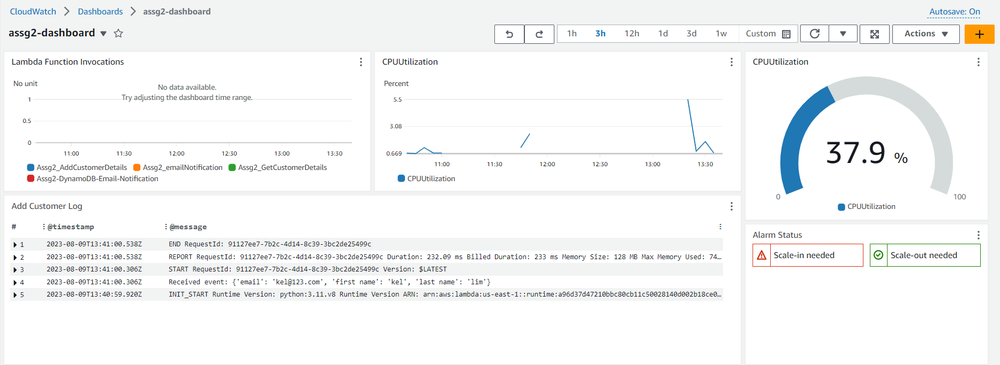 CloudWatch > Dashboards > assg2-dashboard
Autosave: On
assg2-dashboard
1h 3h 12h 1d 3d 1w Custom
Actions
Lambda Function Invocations
No unit
No data available.
Try adjusting the dashboard time range.
1
0.5
0
11:00 11:30 12:00 12:30 13:00 13:30
Assg2_AddCustomerDetails Assg2_emailNotification Assg2_GetCustomerDetails
Assg2-DynamoDB-Email-Notification
CPUUtilization
Percent
5.5
3.08
0.669
11:00 11:30 12:00 12:30 13:00 13:30
CPUUtilization
CPUUtilization
37.9 %
0 100
CPUUtilization
Add Customer Log
# @timestamp @message
1 2023-08-09T13:41:00.538Z END RequestId: 91127ee7-7b2c-4d14-8c39-3bc2de25499c
2 2023-08-09T13:41:00.538Z REPORT RequestId: 91127ee7-7b2c-4d14-8c39-3bc2de25499c Duration: 232.09 ms Billed Duration: 233 ms Memory Size: 128 MB Max Memory Used: 74…
3 2023-08-09T13:41:00.306Z START RequestId: 91127ee7-7b2c-4d14-8c39-3bc2de25499c Version: $LATEST
4 2023-08-09T13:41:00.306Z Received event: {'email': 'kel@123.com', 'first name': 'kel', 'last name': 'lim'}
5 2023-08-09T13:40:59.920Z INIT_START Runtime Version: python:3.11.v8 Runtime Version ARN: arn:aws:lambda:us-east-1::runtime:a96d37d47210bbc80cb11c50028140d002b18ce0…
Alarm Status
Scale-in needed
Scale-out needed